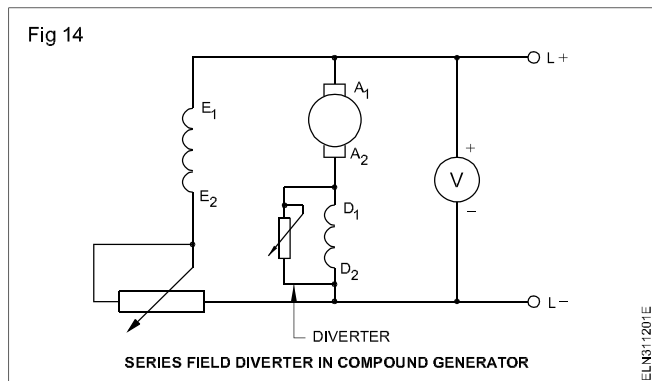 Fig 14
L +
A1
E1
A2
+
V
E2
–
D1
D2
L –
DIVERTER
SERIES FIELD DIVERTER IN COMPOUND GENERATOR
ELN311201E